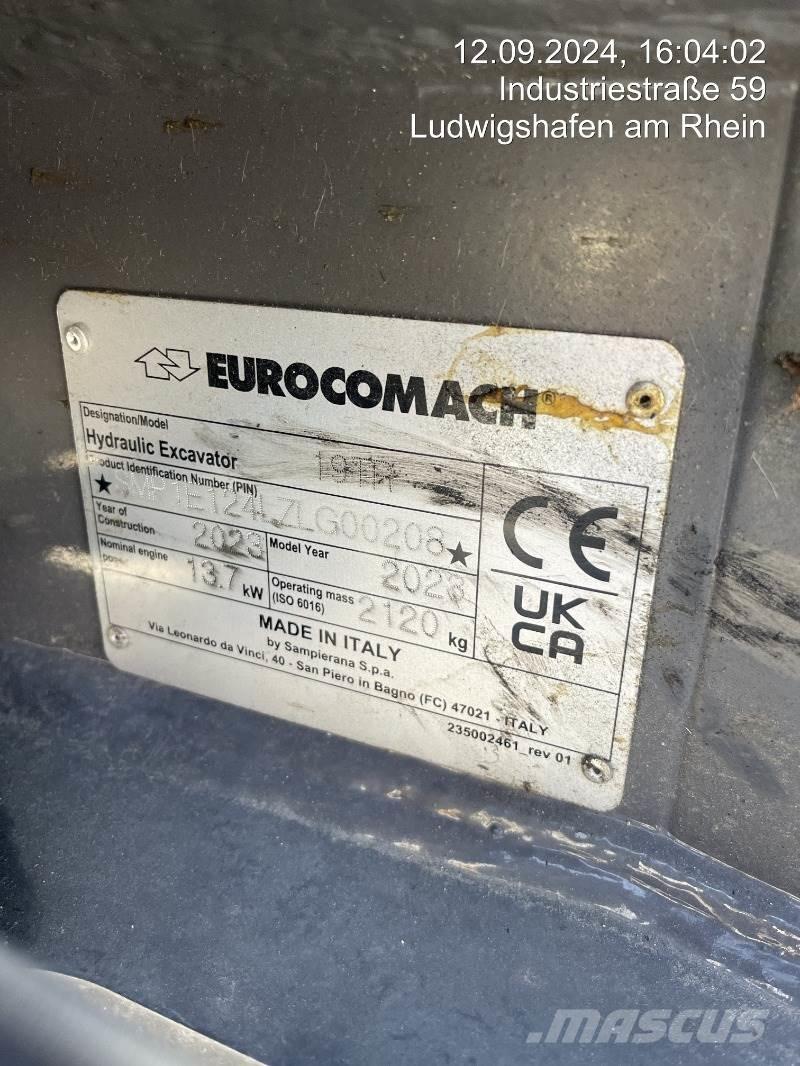 12.09.2024, 16:04:02
Industriestraße 59
Ludwigshafen am Rhein
EUROCOMACH®
Designation/Model
Hydraulic Excavator
Product Identification Number (PIN)
Year of Construction 2023
Model Year 2023
Nominal engine power 13.7 kW
Operating mass (ISO 6016) 2120 kg
CE
UK
CA
MADE IN ITALY
by Sampierana S.p.a.
Via Leonardo da Vinci, 40 - San Piero in Bagno (FC) 47021 - ITALY
235002461_rev 01
MASCUS